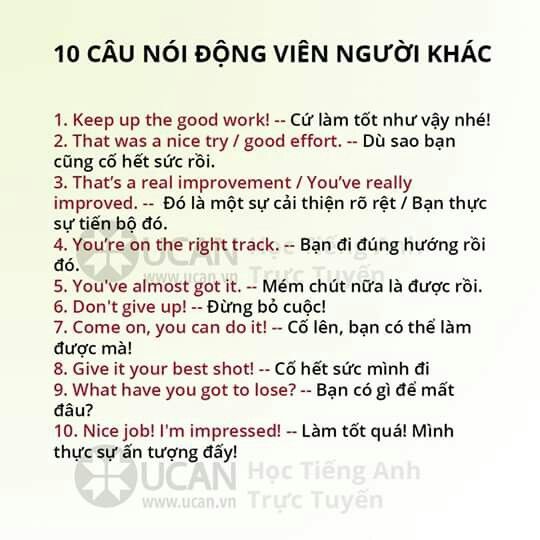 10 CÂU NÓI ĐỘNG VIÊN NGƯỜI KHÁC
1. Keep up the good work! -- Cứ làm tốt như vậy nhé!
2. That was a nice try / good effort. -- Dù sao bạn
cũng cố hết sức rồi.
3. That’s a real improvement / You’ve really
improved. -- Đó là một sự cải thiện rõ rệt / Bạn thực
sự tiến bộ đó.
4. You’re on the right track. -- Bạn đi đúng hướng rồi
đó.
UCAN Học Tiếng Anh
www.ucan.vn Trực Tuyến
5. You've almost got it. -- Mém chút nữa là được rồi.
6. Don't give up! -- Đừng bỏ cuộc!
7. Come on, you can do it! -- Cố lên, bạn có thể làm
được mà!
8. Give it your best shot! -- Cố hết sức mình đi
9. What have you got to lose? -- Bạn có gì để mất
đâu?
10. Nice job! I'm impressed! -- Làm tốt quá! Mình
thực sự ấn tượng đấy!
UCAN Học Tiếng Anh
www.ucan.vn Trực Tuyến